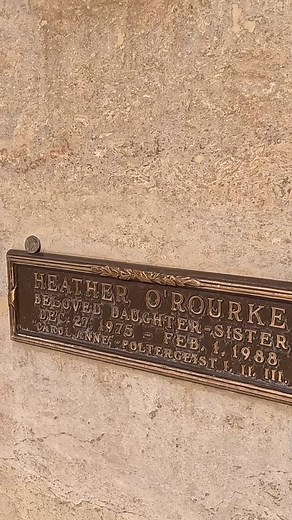 HEATHER O'ROURKE
BELOVED DAUGHTER-SISTER
DEC. 27, 1975 - FEB. 1, 1988
"CAROL ANNE"-POLTERGEIST I, II, III